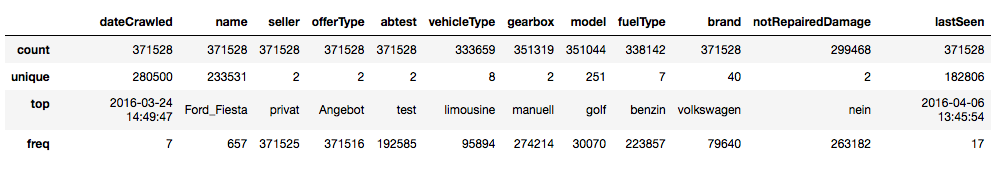 dateCrawled name seller offerType abtest vehicleType gearbox model fuelType brand notRepairedDamage lastSeen
count 371528 371528 371528 371528 371528 333659 351319 351044 338142 371528 299468 371528
unique 280500 233531 2 2 2 8 2 251 7 40 2 182806
top 2016-03-24 14:49:47 Ford_Fiesta privat Angebot test limousine manuell golf benzin volkswagen nein 2016-04-06 13:45:54
freq 7 657 371525 371516 192585 95894 274214 30070 223857 79640 263182 17